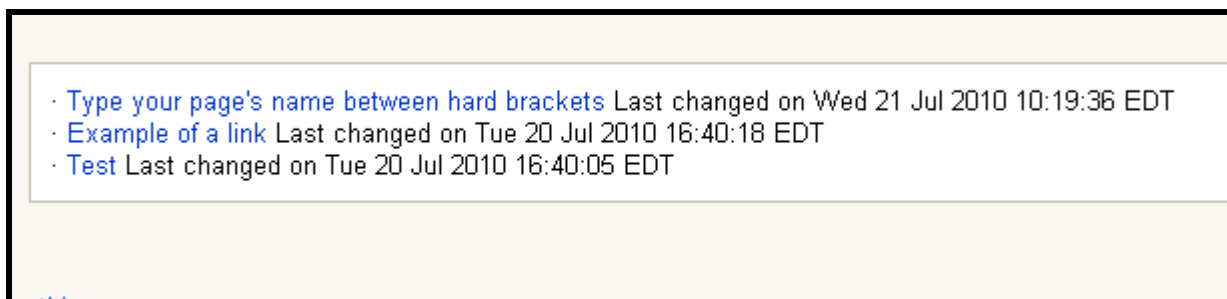 · Type your page's name between hard brackets Last changed on Wed 21 Jul 2010 10:19:36 EDT
· Example of a link Last changed on Tue 20 Jul 2010 16:40:18 EDT
· Test Last changed on Tue 20 Jul 2010 16:40:05 EDT